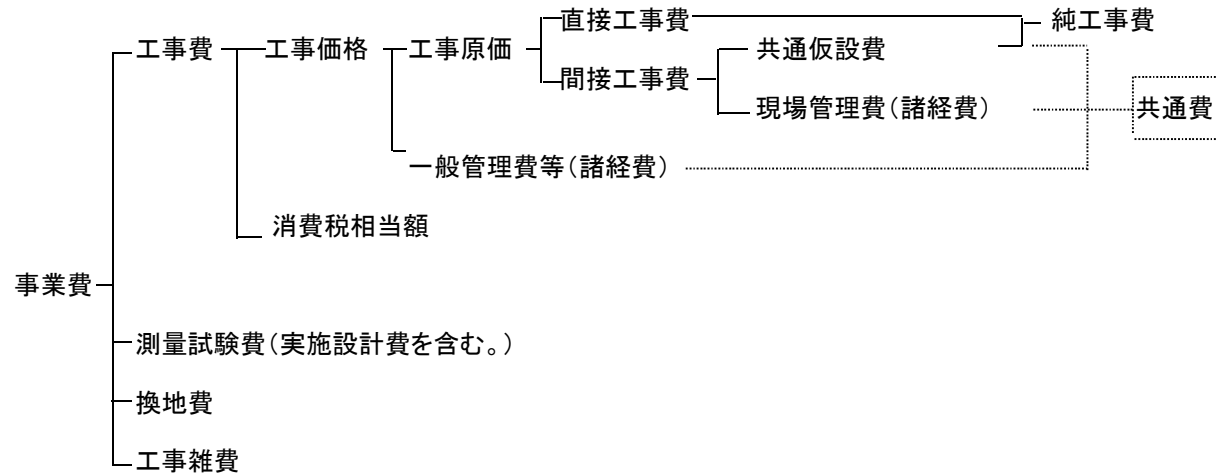 直接工事費 純工事費
工事費 工事価格 工事原価 共通仮設費
間接工事費
現場管理費（諸経費） 共通費
一般管理費等（諸経費）
消費税相当額
事業費
測量試験費（実施設計費を含む。）
換地費
工事雑費